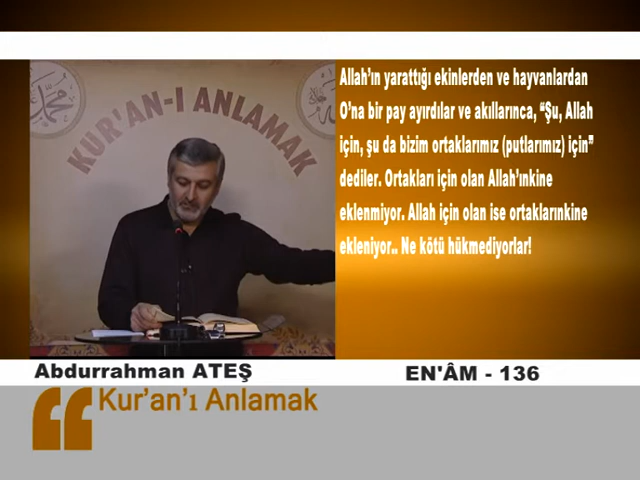 KUR'AN-I ANLAMAK
Allah'ın yarattığı ekinlerden ve hayvanlardan
O'na bir pay ayırdılar ve akıllarınca, “Şu, Allah
için, şu da bizim ortaklarımız (putlarımız) için”
dediler. Ortakları için olan Allah'ınkine
eklenmiyor. Allah için olan ise ortaklarınkine
ekleniyor.. Ne kötü hükmediyorlar!
Abdurrahman ATEŞ
EN'ÂM - 136
Kur'an'ı Anlamak